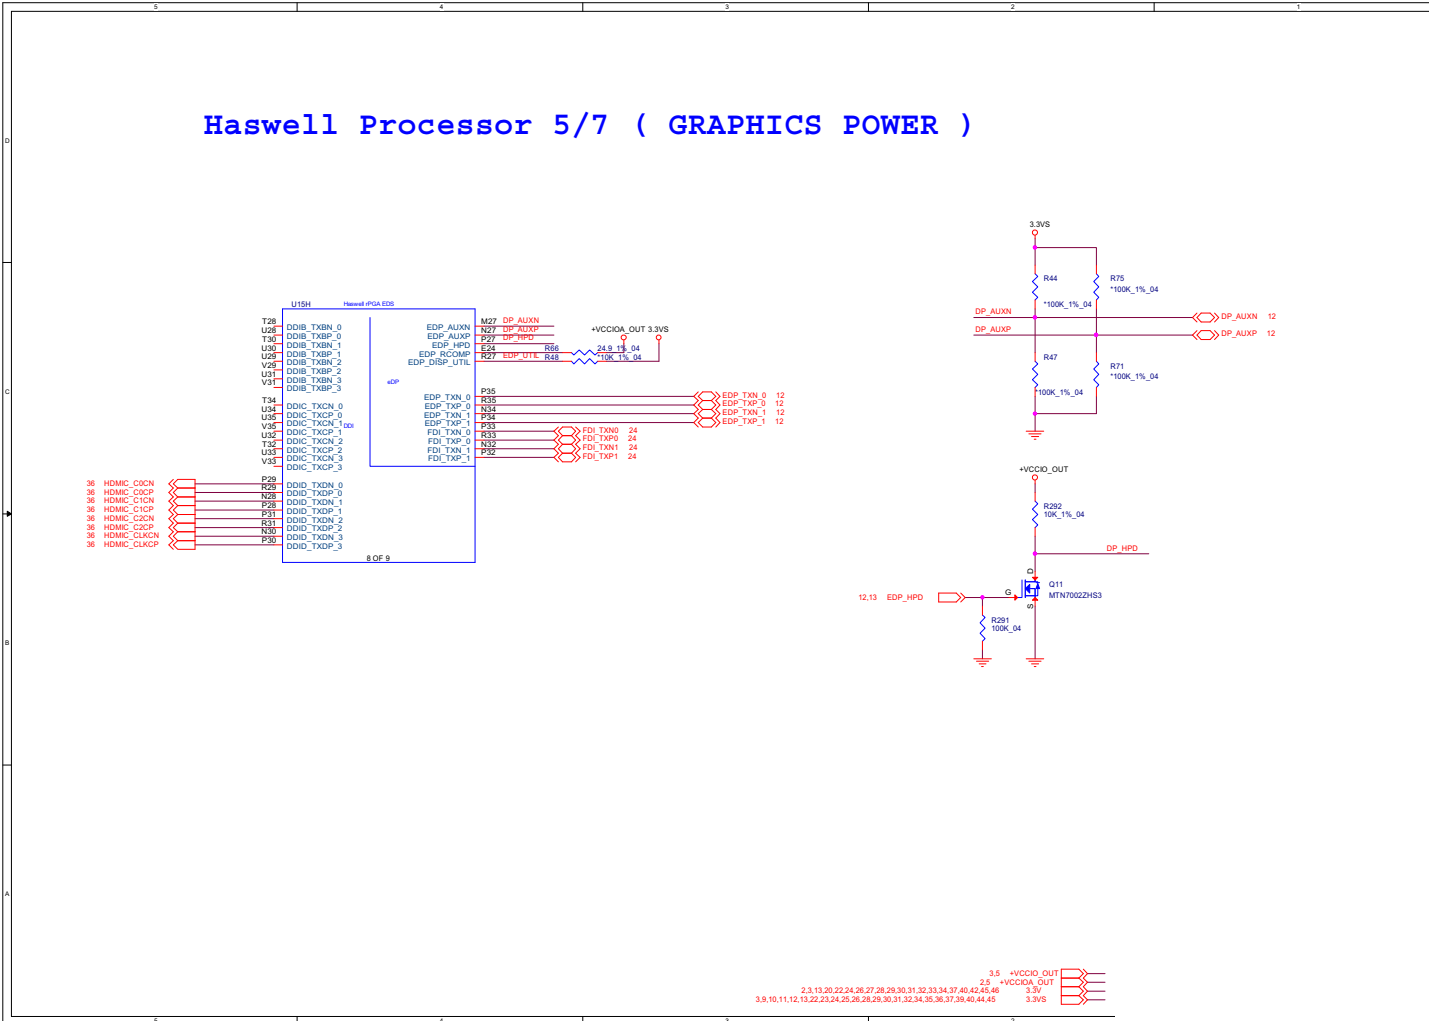 5 4 3 2 1
Haswell Processor 5/7 ( GRAPHICS POWER )
D
C
B
A
U15H Haswell rPGA EDS
T28 DDIB_TXBN_0
U28 DDIB_TXBP_0
T30 DDIB_TXBN_1
U30 DDIB_TXBP_1
U29 DDIB_TXBN_2
V29 DDIB_TXBP_2
U31 DDIB_TXBN_3
V31 DDIB_TXBP_3
T34 DDIC_TXCN_0
U34 DDIC_TXCP_0
U35 DDIC_TXCN_1
V35 DDIC_TXCP_1
U32 DDIC_TXCN_2
T32 DDIC_TXCP_2
U33 DDIC_TXCN_3
V33 DDIC_TXCP_3
DDI
eDP
36 HDMIC_C0CN P29 DDID_TXDN_0
36 HDMIC_C0CP R29 DDID_TXDP_0
36 HDMIC_C1CN N28 DDID_TXDN_1
36 HDMIC_C1CP P28 DDID_TXDP_1
36 HDMIC_C2CN P31 DDID_TXDN_2
36 HDMIC_C2CP R31 DDID_TXDP_2
36 HDMIC_CLKCN N30 DDID_TXDN_3
36 HDMIC_CLKCP P30 DDID_TXDP_3
8 OF 9
EDP_AUXN M27 DP_AUXN
EDP_AUXP N27 DP_AUXP
EDP_HPD P27 DP_HPD
EDP_RCOMP E24 R66 24.9_1%_04
EDP_DISP_UTIL R27 EDP_UTIL R48 *10K_1%_04
+VCCIOA_OUT 3.3VS
EDP_TXN_0 P35 EDP_TXN_0 12
EDP_TXP_0 R35 EDP_TXP_0 12
EDP_TXN_1 N34 EDP_TXN_1 12
EDP_TXP_1 P34 EDP_TXP_1 12
FDI_TXN_0 P33 FDI_TXN0 24
FDI_TXP_0 R33 FDI_TXP0 24
FDI_TXN_1 N32 FDI_TXN1 24
FDI_TXP_1 P32 FDI_TXP1 24
3.3VS
R44
*100K_1%_04
R75
*100K_1%_04
DP_AUXN DP_AUXN 12
DP_AUXP DP_AUXP 12
R47
*100K_1%_04
R71
*100K_1%_04
+VCCIO_OUT
R292
10K_1%_04
DP_HPD
D
G
S
Q11
MTN7002ZHS3
12,13 EDP_HPD
R291
100K_04
3,5 +VCCIO_OUT
2,5 +VCCIOA_OUT
2,3,13,20,22,24,26,27,28,29,30,31,32,33,34,37,40,42,45,46 3.3V
3,9,10,11,12,13,22,23,24,25,26,28,29,30,31,32,34,35,36,37,39,40,44,45 3.3VS
5 4 3 2